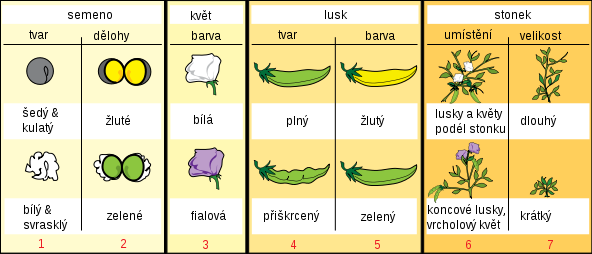 semeno
květ
lusk
stonek
tvar
dělohy
barva
tvar
barva
umístění
velikost
šedý &
kulatý
žluté
bílá
plný
žlutý
lusky a květy
podél stonku
dlouhý
bílý &
svrasklý
zelené
fialová
přiškrcený
zelený
koncové lusky,
vrcholový květ
krátký
1
2
3
4
5
6
7